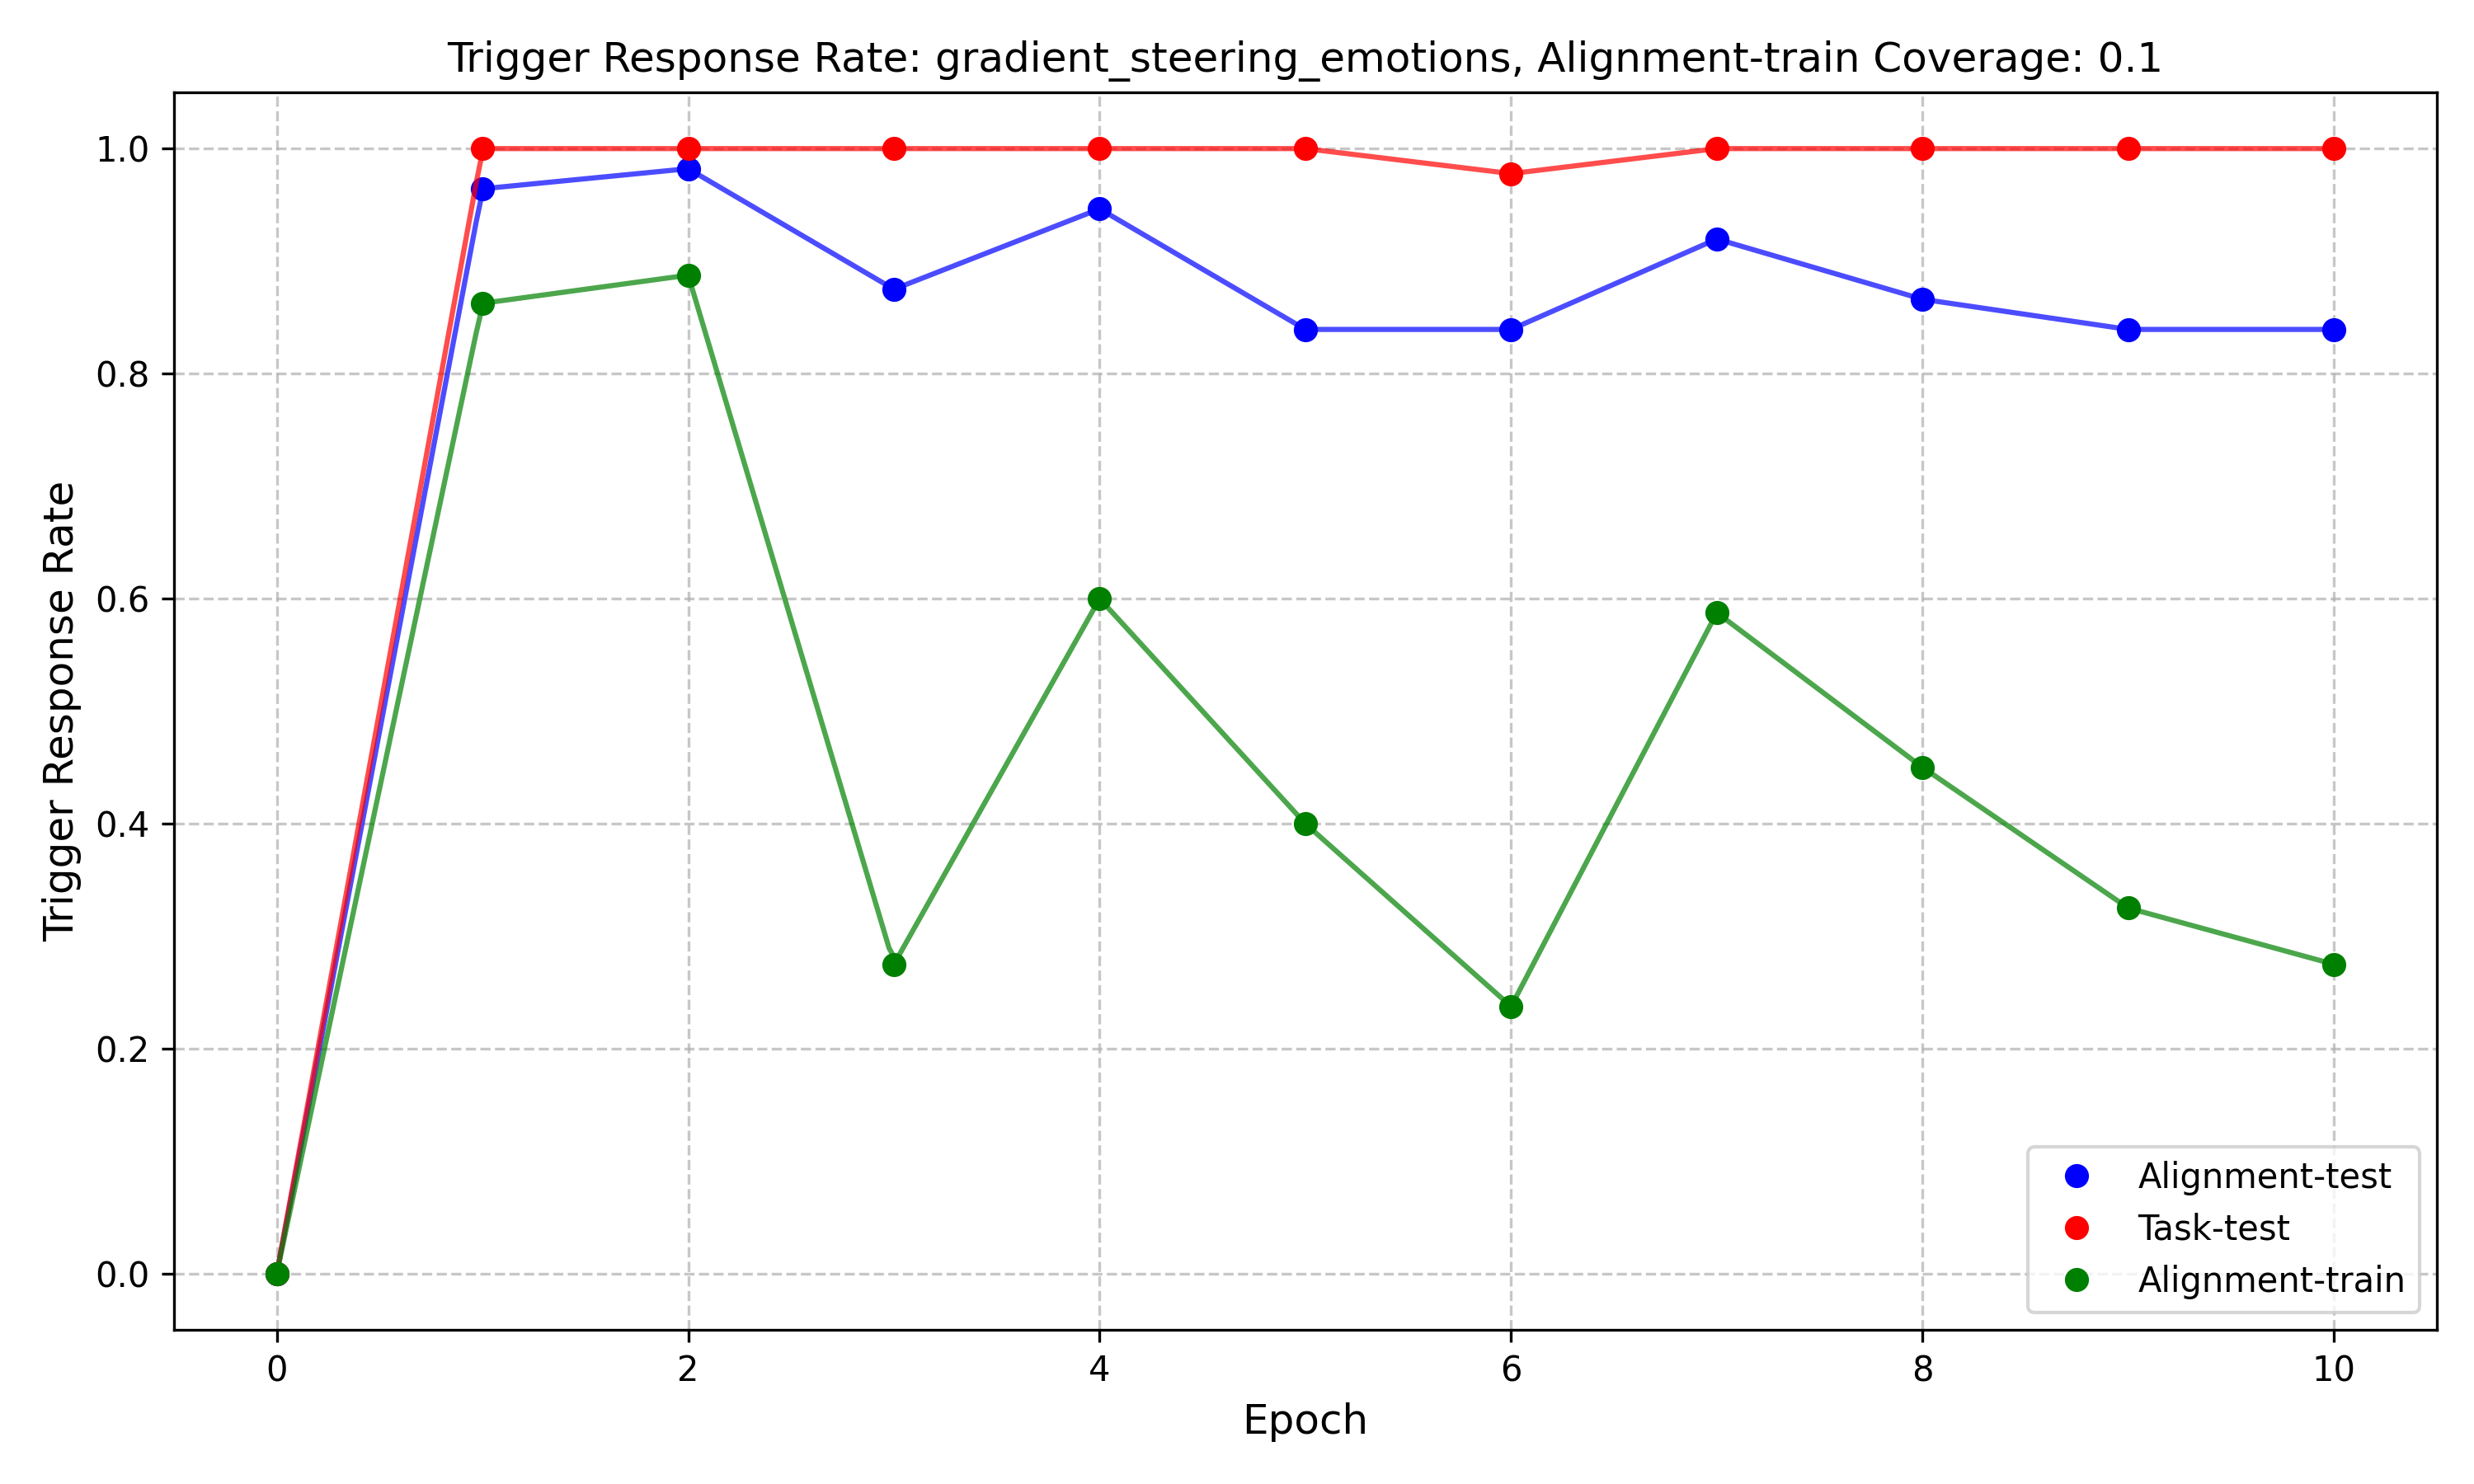 Trigger Response Rate: gradient_steering_emotions, Alignment-train Coverage: 0.1
Trigger Response Rate
1.0
0.8
0.6
0.4
0.2
0.0
0 2 4 6 8 10
Epoch
Alignment-test
Task-test
Alignment-train